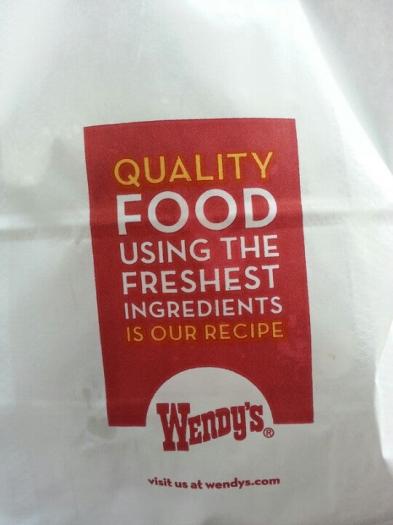 QUALITY
FOOD
USING THE
FRESHEST
INGREDIENTS
IS OUR RECIPE
WENDY'S®
visit us at wendys.com